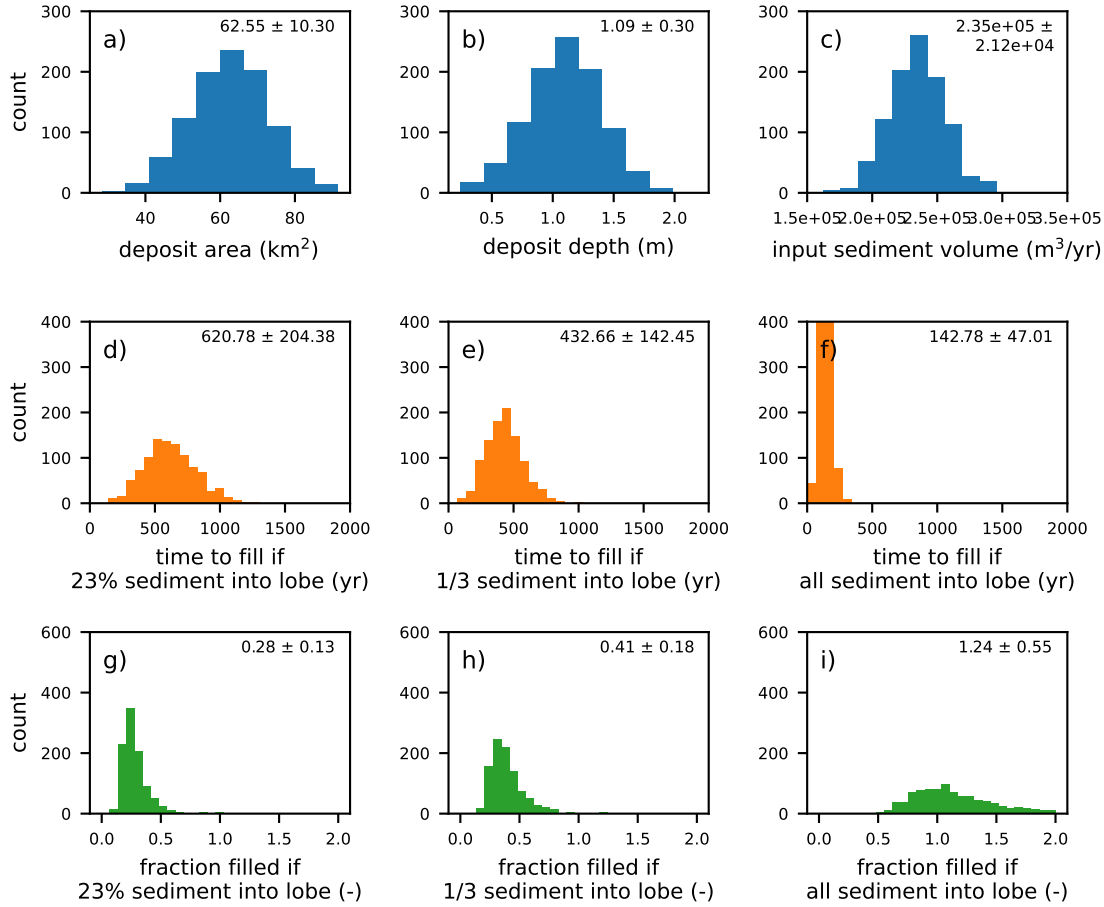 a)
62.55 ± 10.30
300
200
100
0
count
40
60
80
deposit area (km²)
b)
1.09 ± 0.30
300
200
100
0
0.5
1.0
1.5
2.0
deposit depth (m)
c)
2.35e+05 ±
2.12e+04
300
200
100
0
1.5e+05
2.0e+05
2.5e+05
3.0e+05
3.5e+05
input sediment volume (m³/yr)
d)
620.78 ± 204.38
400
300
200
100
0
count
0
500
1000
1500
2000
time to fill if
23% sediment into lobe (yr)
e)
432.66 ± 142.45
400
300
200
100
0
0
500
1000
1500
2000
time to fill if
1/3 sediment into lobe (yr)
f)
142.78 ± 47.01
400
300
200
100
0
0
500
1000
1500
2000
time to fill if
all sediment into lobe (yr)
g)
0.28 ± 0.13
600
400
200
0
count
0.0
0.5
1.0
1.5
2.0
fraction filled if
23% sediment into lobe (-)
h)
0.41 ± 0.18
600
400
200
0
0.0
0.5
1.0
1.5
2.0
fraction filled if
1/3 sediment into lobe (-)
i)
1.24 ± 0.55
600
400
200
0
0.0
0.5
1.0
1.5
2.0
fraction filled if
all sediment into lobe (-)